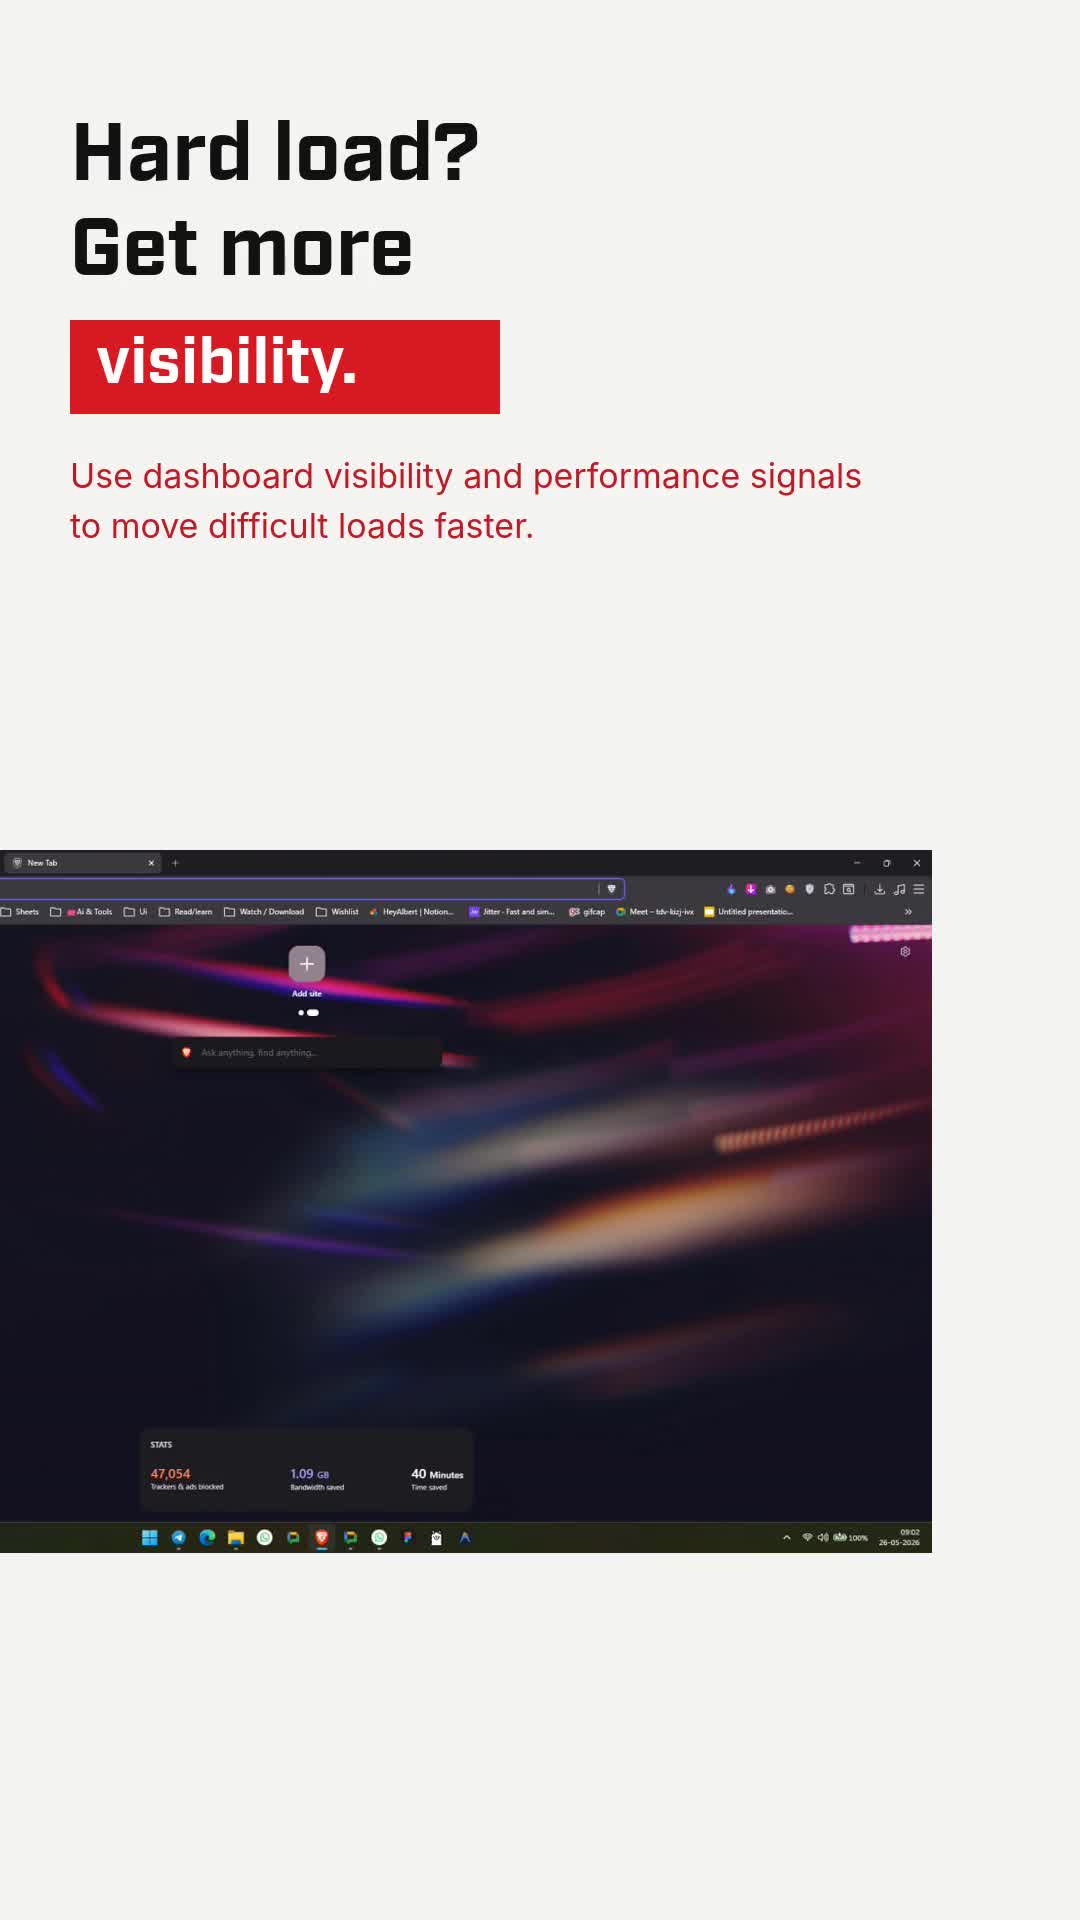 Hard load?
Get more
visibility.
Use dashboard visibility and performance signals
to move difficult loads faster.
New Tab
Sheets Ai & Tools Ui Read/learn Watch / Download Wishlist HeyAlbert | Notion... Jitter - Fast and sim... gifcap Meet – tdv-kizj-ivx Untitled presentatio... »
Add site
Ask anything, find anything...
STATS
47,054 1.09 GB 40 Minutes
Trackers & ads blocked Bandwidth saved Time saved
100% 09:02
26-05-2026